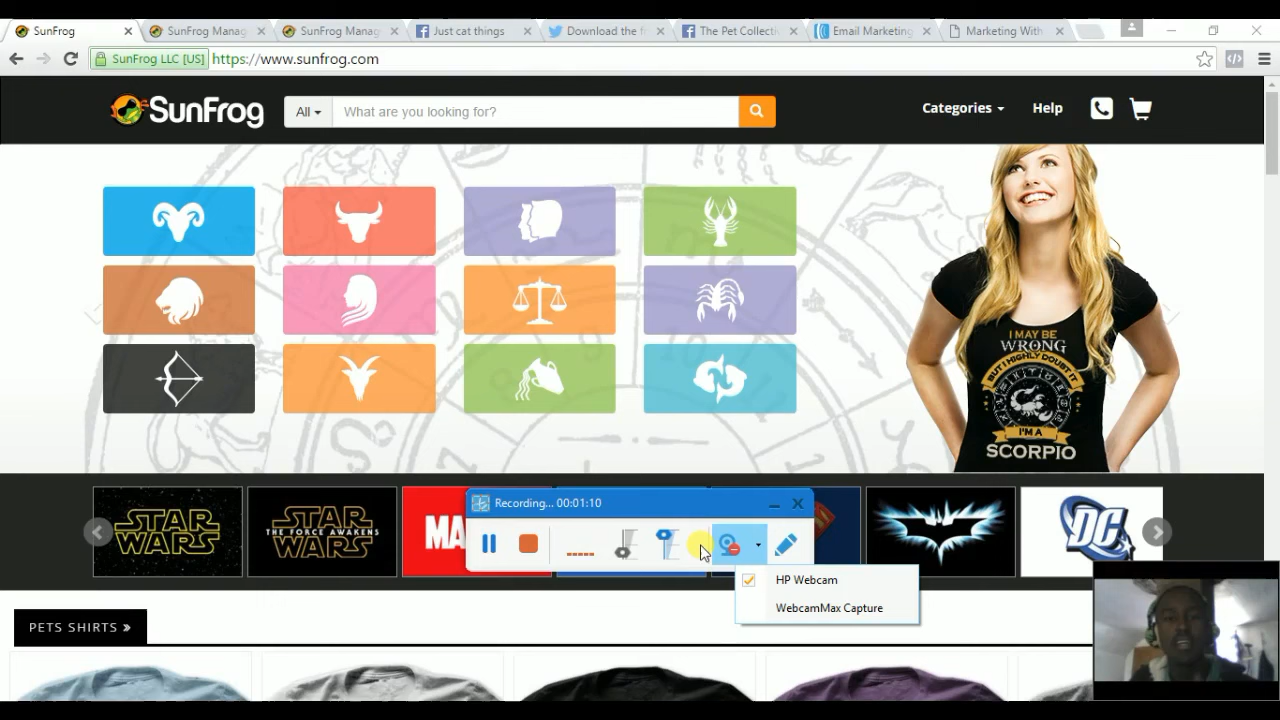 SunFrog
SunFrog Manag
SunFrog Manag
Just cat things
Download the f
The Pet Collecti
Email Marketing
Marketing With
SunFrog LLC [US]
https://www.sunfrog.com
SunFrog
All
What are you looking for?
Categories
Help
I MAY BE
WRONG
BUT I HIGHLY DOUBT IT
I'M A
SCORPIO
STAR
WARS
STAR
THE FORCE AWAKENS
WARS
MA
DC
Recording... 00:01:10
HP Webcam
WebcamMax Capture
PETS SHIRTS »